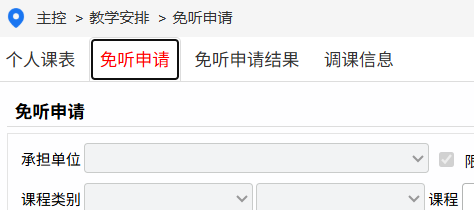 主控 > 教学安排 > 免听申请
个人课表 免听申请 免听申请结果 调课信息
免听申请
承担单位 限
课程类别 课程